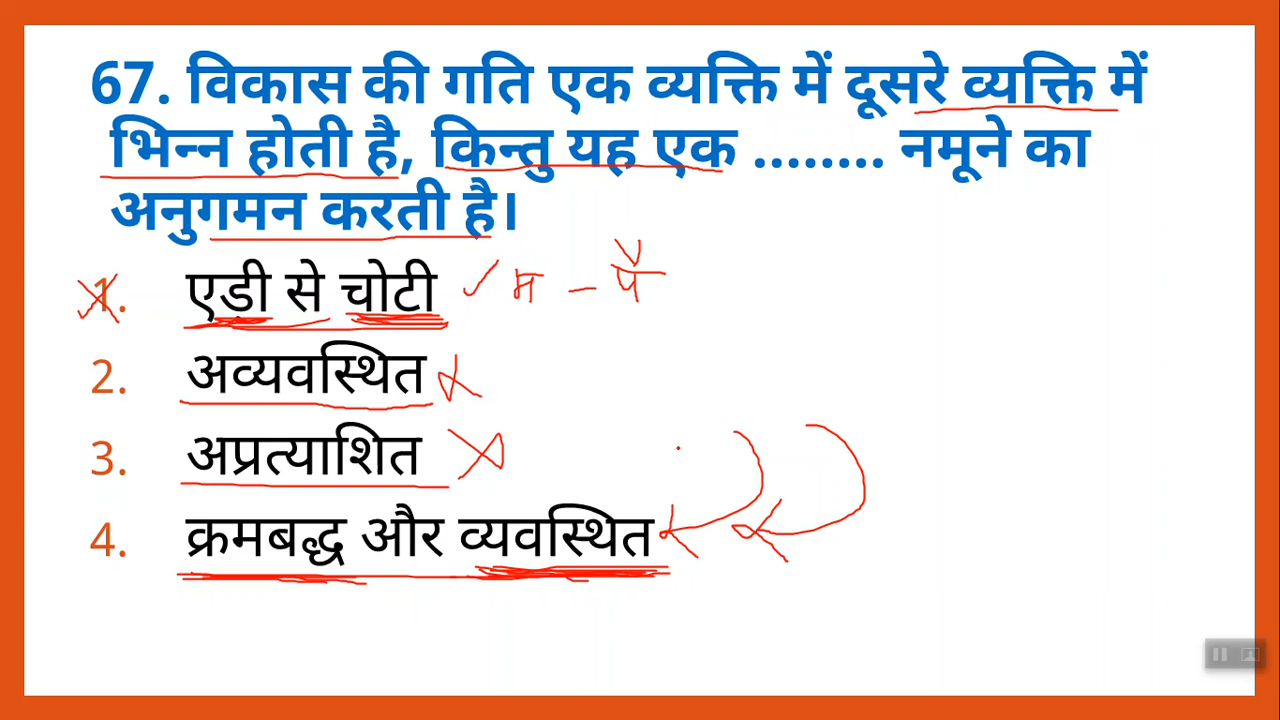 67. विकास की गति एक व्यक्ति में दूसरे व्यक्ति में
भिन्न होती है, किन्तु यह एक ........ नमूने का
अनुगमन करती है।
1. एडी से चोटी
2. अव्यवस्थित
3. अप्रत्याशित
4. क्रमबद्ध और व्यवस्थित